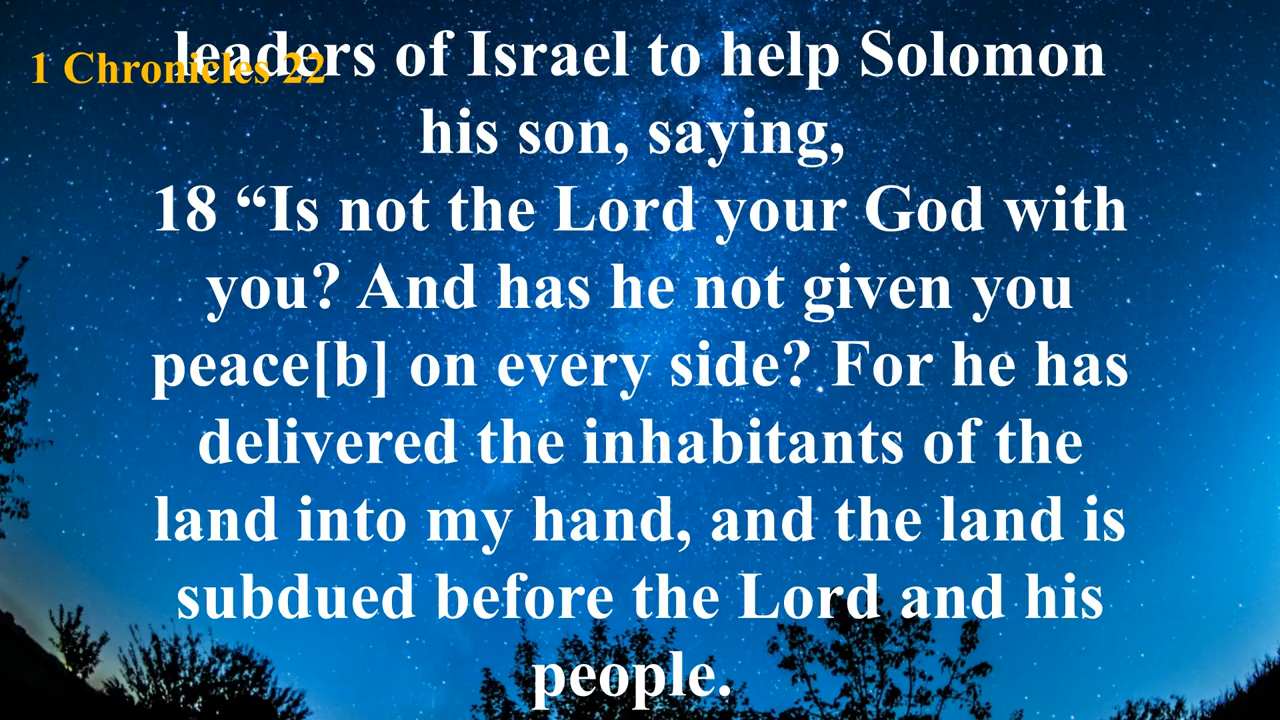 leaders of Israel to help Solomon
1 Chronicles 22
his son, saying,
18 “Is not the Lord your God with
you? And has he not given you
peace[b] on every side? For he has
delivered the inhabitants of the
land into my hand, and the land is
subdued before the Lord and his
people.